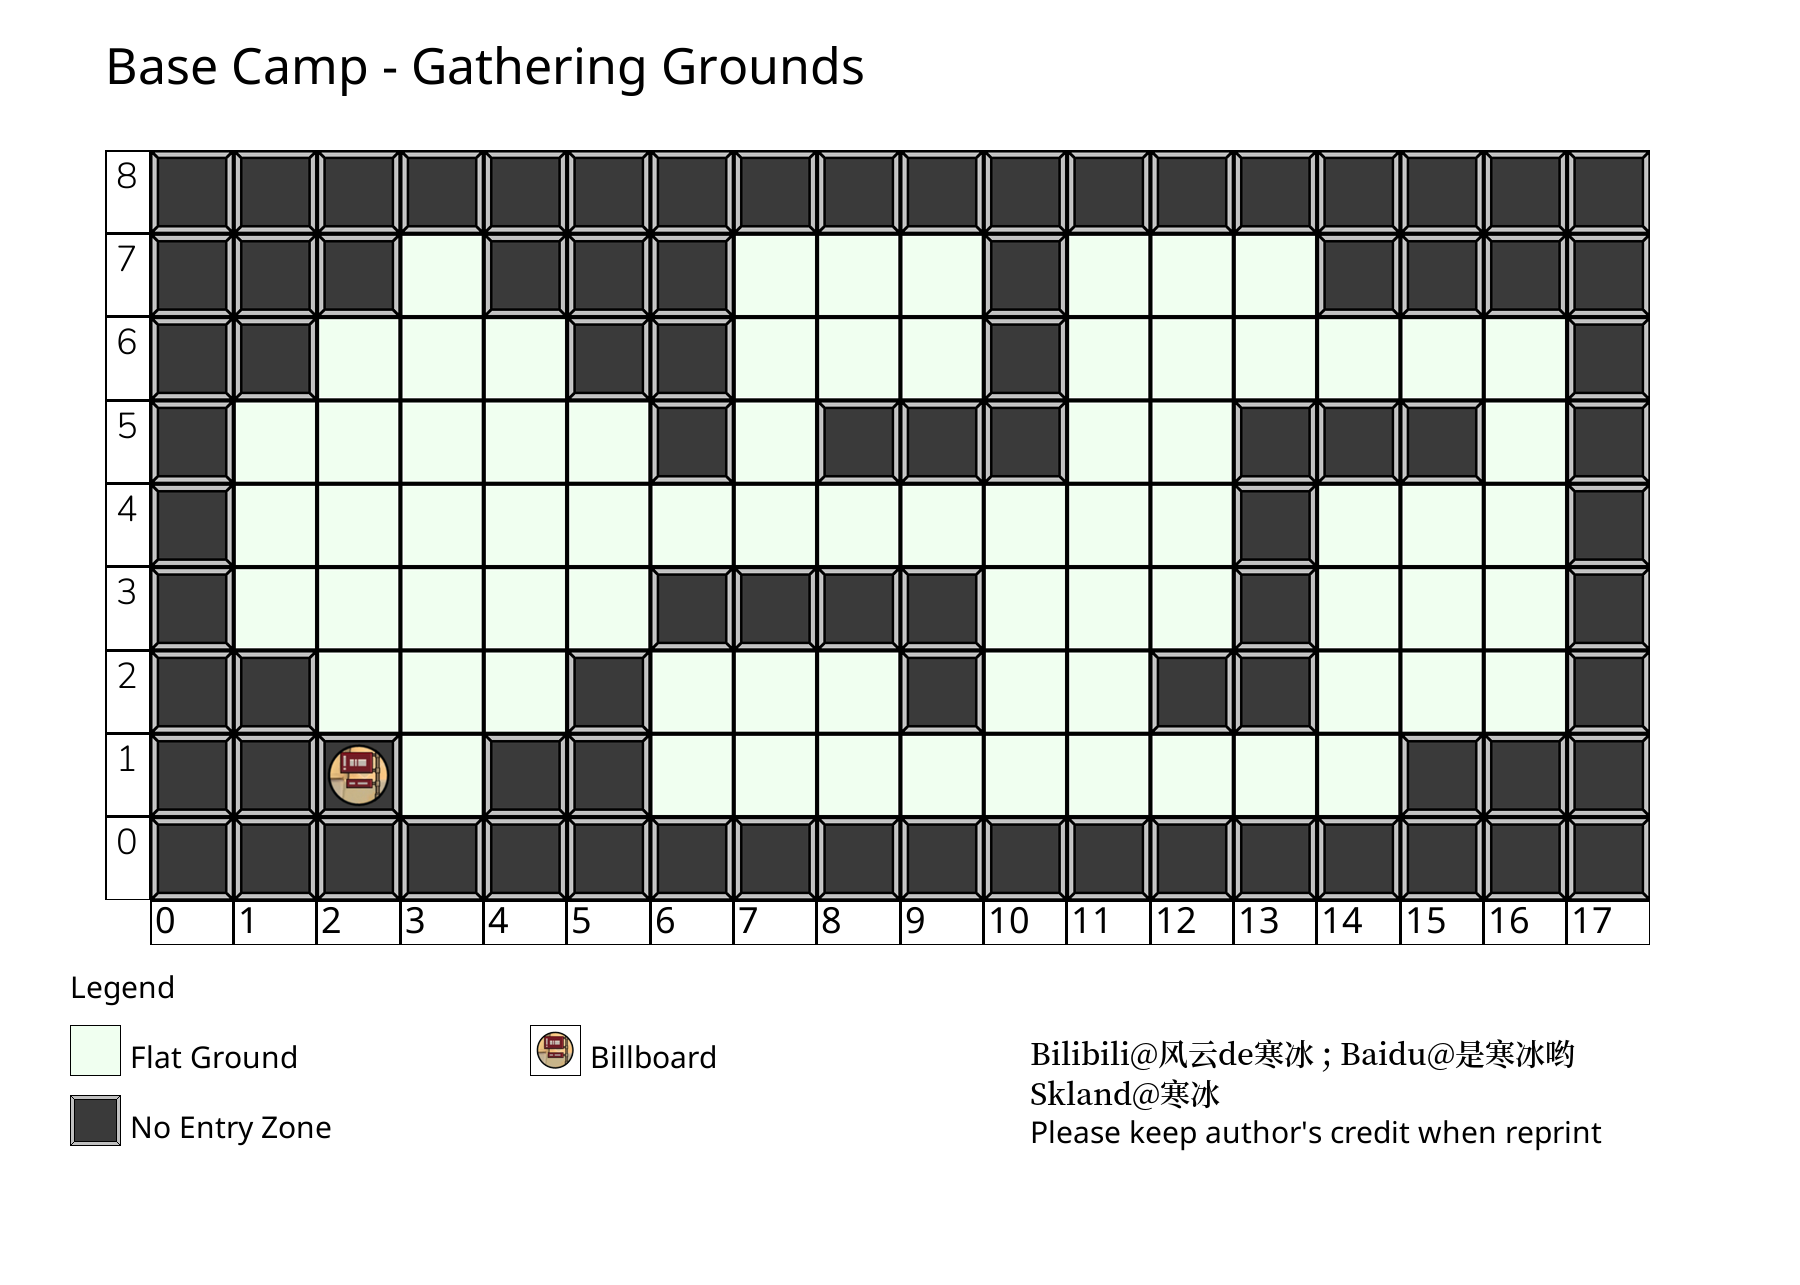 Base Camp - Gathering Grounds
8
7
6
5
4
3
2
1
0
0 1 2 3 4 5 6 7 8 9 10 11 12 13 14 15 16 17
Legend
Flat Ground
Billboard
No Entry Zone
Bilibili@风云de寒冰 ; Baidu@是寒冰哟
Skland@寒冰
Please keep author's credit when reprint